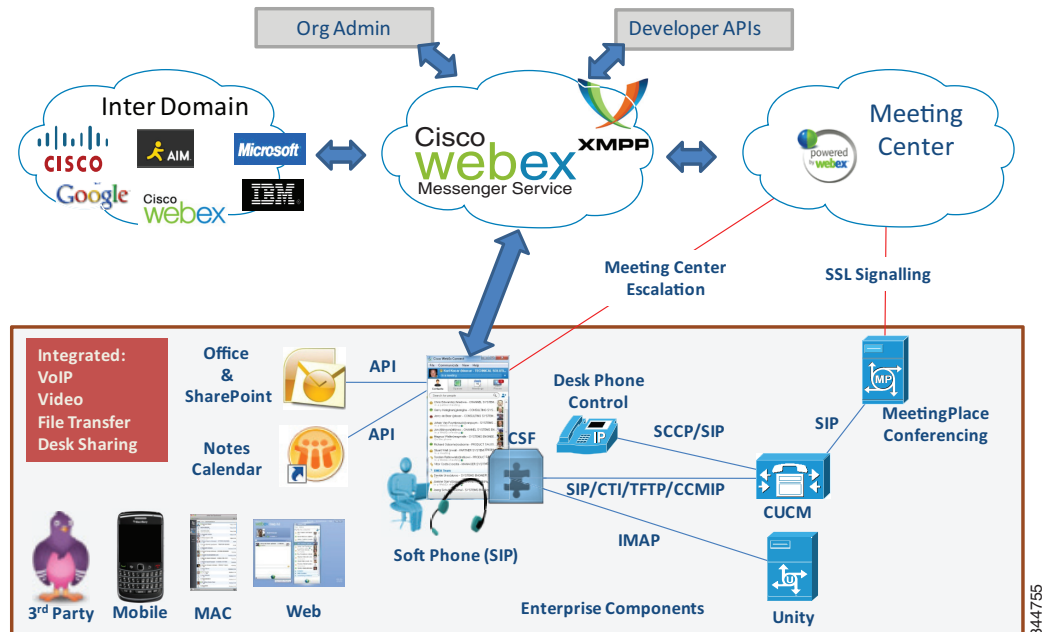 Org Admin
Developer APIs
Inter Domain
CISCO
AIM.
Microsoft
Google
Cisco
webex
IBM
Cisco
webex
Messenger Service
XMPP
Meeting
Center
powered
by webex
Meeting Center
Escalation
SSL Signalling
Integrated:
VoIP
Video
File Transfer
Desk Sharing
Office
&
SharePoint
API
Notes
Calendar
API
CSF
Soft Phone (SIP)
Desk Phone
Control
IP
SCCP/SIP
SIP
MP
MeetingPlace
Conferencing
SIP/CTI/TFTP/CCMIP
CUCM
IMAP
U
Unity
3rd Party
Mobile
MAC
Web
Enterprise Components
344755